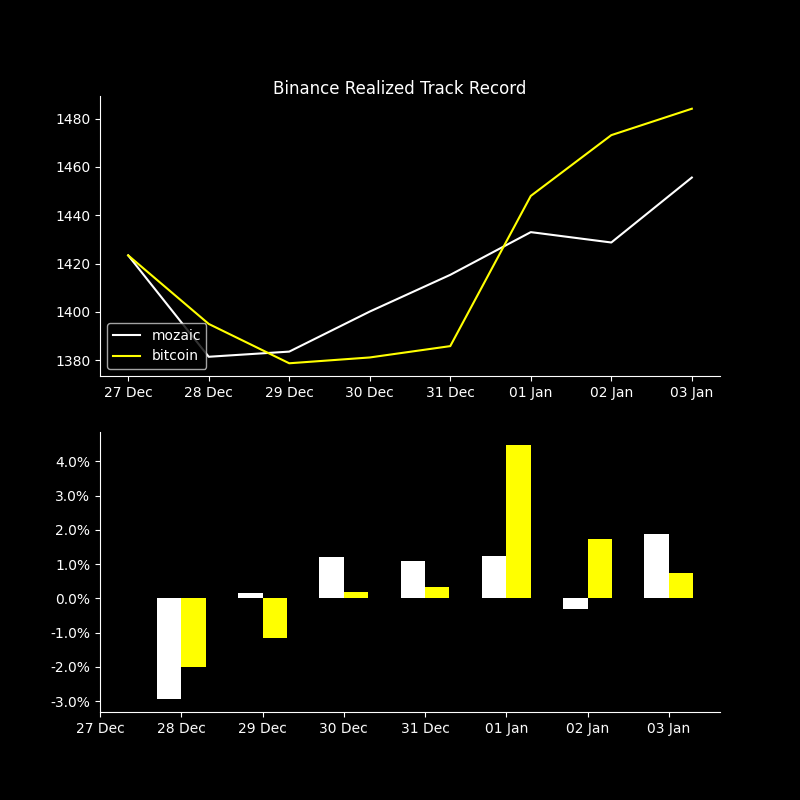 Binance Realized Track Record
1480
1460
1440
1420
1400
1380
mozaic
bitcoin
27 Dec 28 Dec 29 Dec 30 Dec 31 Dec 01 Jan 02 Jan 03 Jan
4.0%
3.0%
2.0%
1.0%
0.0%
-1.0%
-2.0%
-3.0%
27 Dec 28 Dec 29 Dec 30 Dec 31 Dec 01 Jan 02 Jan 03 Jan